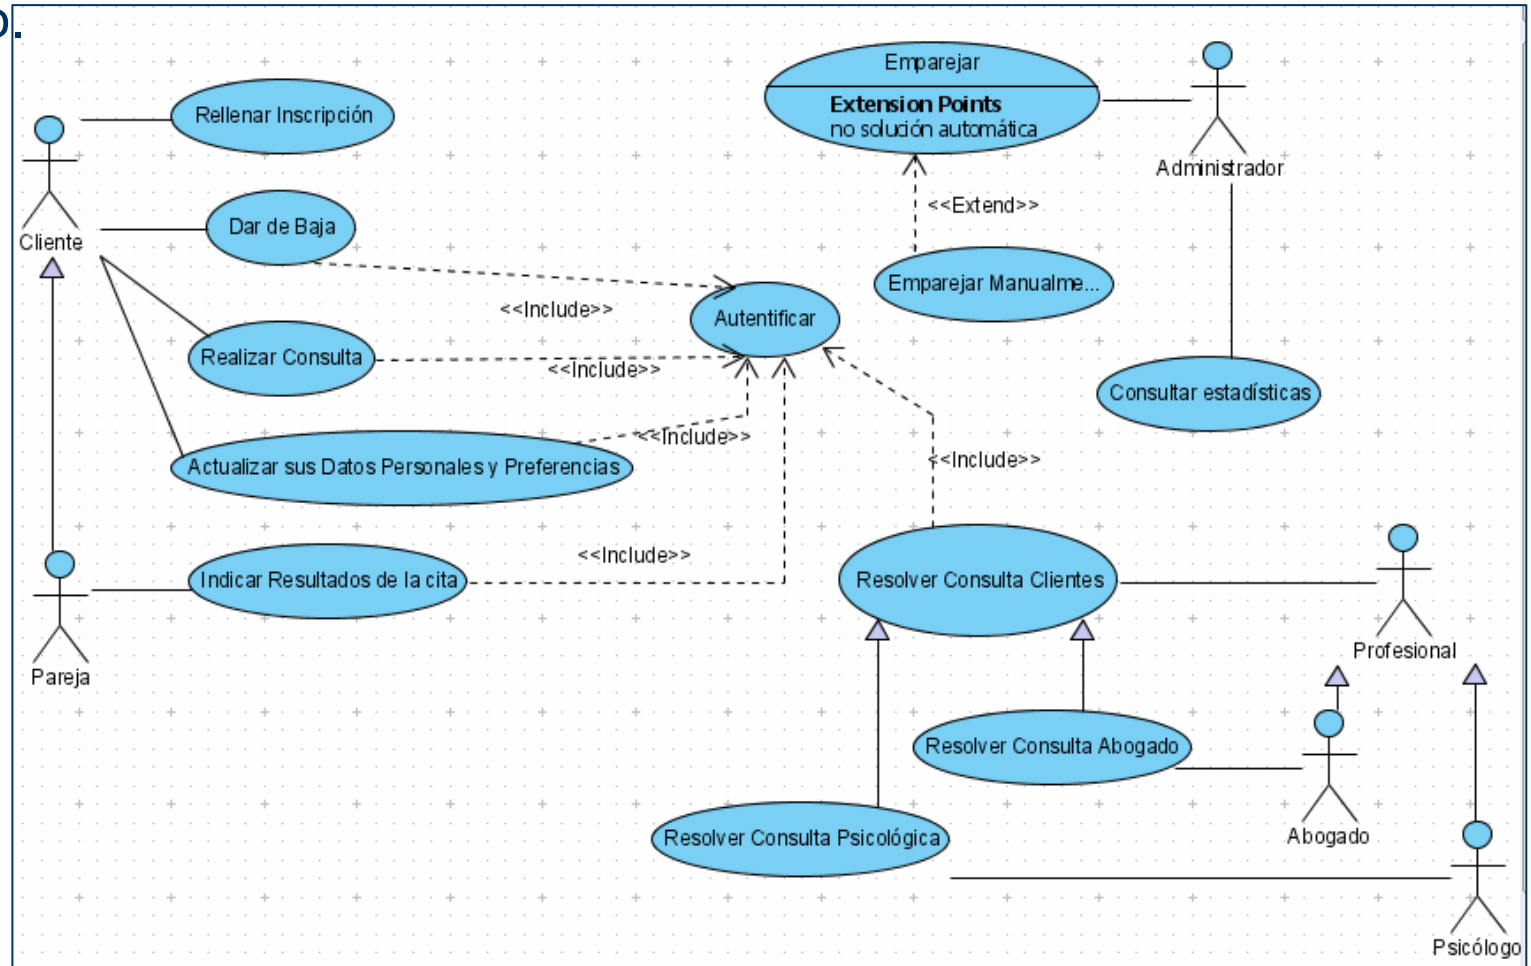 o.
Emparejar
Extension Points
no solución automática
Rellenar Inscripción
Administrador
<<Extend>>
Dar de Baja
Cliente
Emparejar Manualme...
<<Include>>
Autentificar
Realizar Consulta
<<Include>>
Consultar estadísticas
<<Include>>
Actualizar sus Datos Personales y Preferencias
<<Include>>
<<Include>>
Indicar Resultados de la cita
Resolver Consulta Clientes
Profesional
Pareja
Resolver Consulta Abogado
Abogado
Resolver Consulta Psicológica
Psicólogo